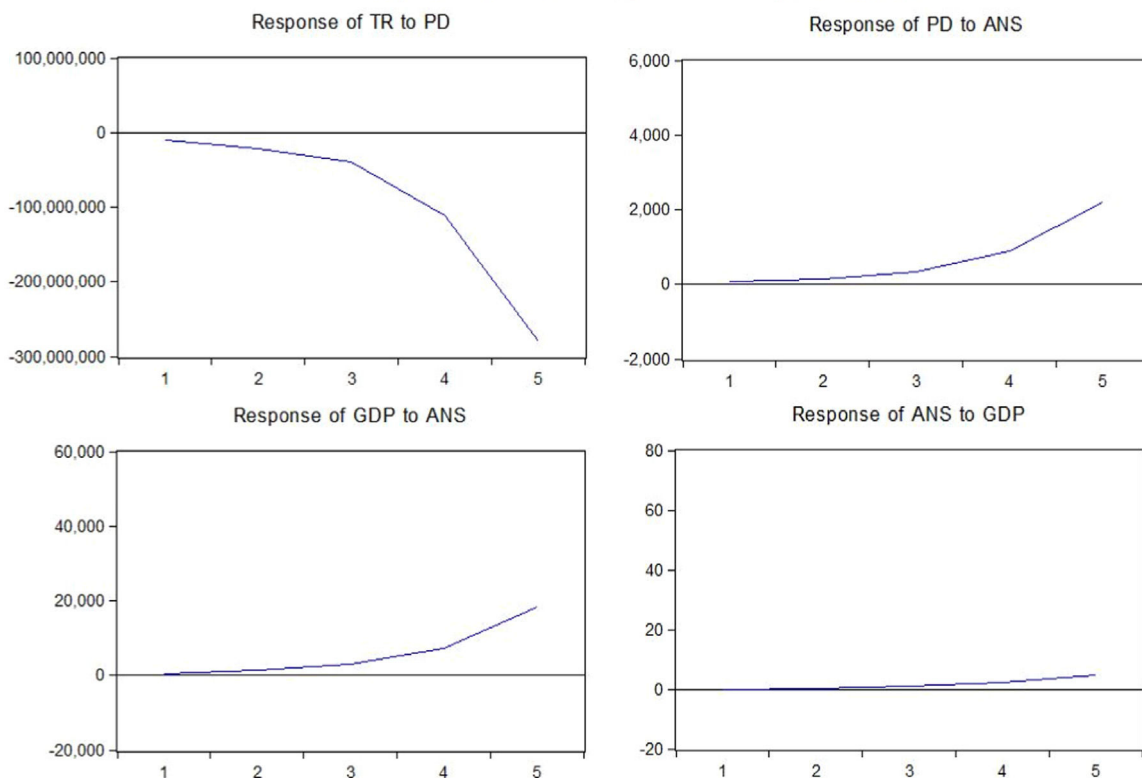 Response of TR to PD
100,000,000
0
-100,000,000
-200,000,000
-300,000,000
1 2 3 4 5
Response of PD to ANS
6,000
4,000
2,000
0
-2,000
1 2 3 4 5
Response of GDP to ANS
60,000
40,000
20,000
0
-20,000
1 2 3 4 5
Response of ANS to GDP
80
60
40
20
0
-20
1 2 3 4 5